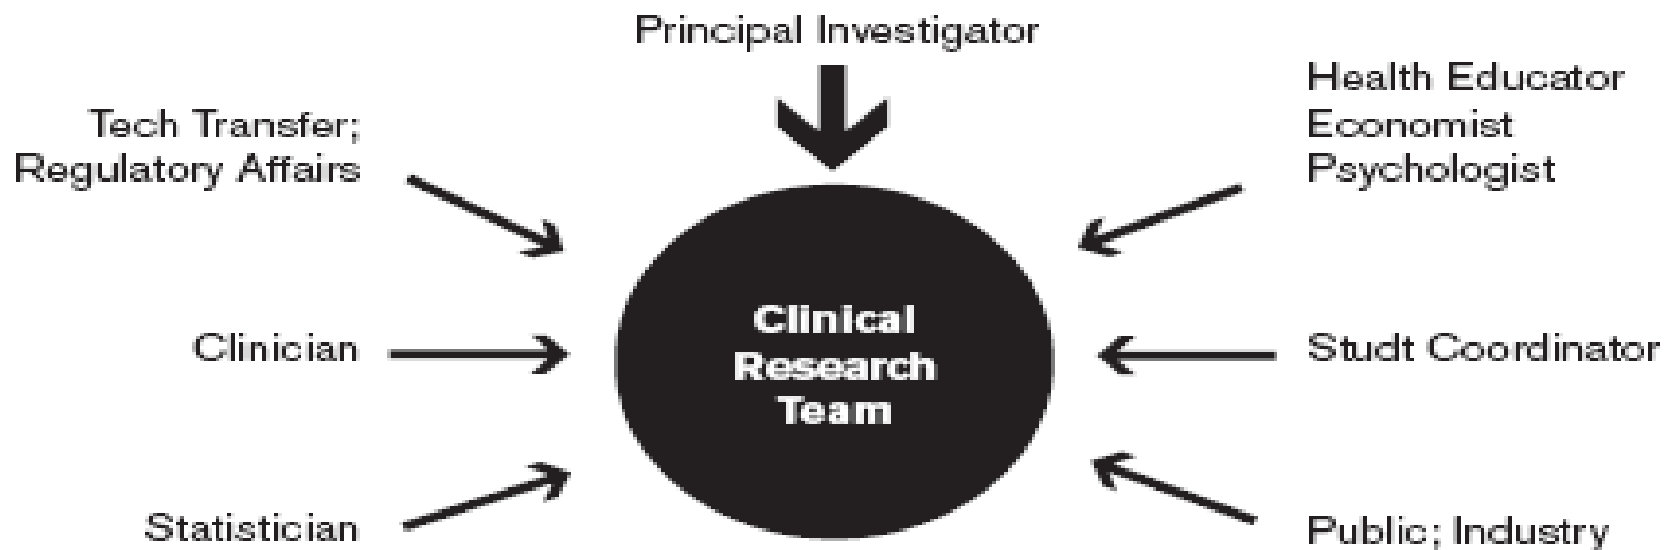 Principal Investigator
Tech Transfer;
Regulatory Affairs
Health Educator
Economist
Psychologist
Clinician
Clinical
Research
Team
Studt Coordinator
Statistician
Public; Industry